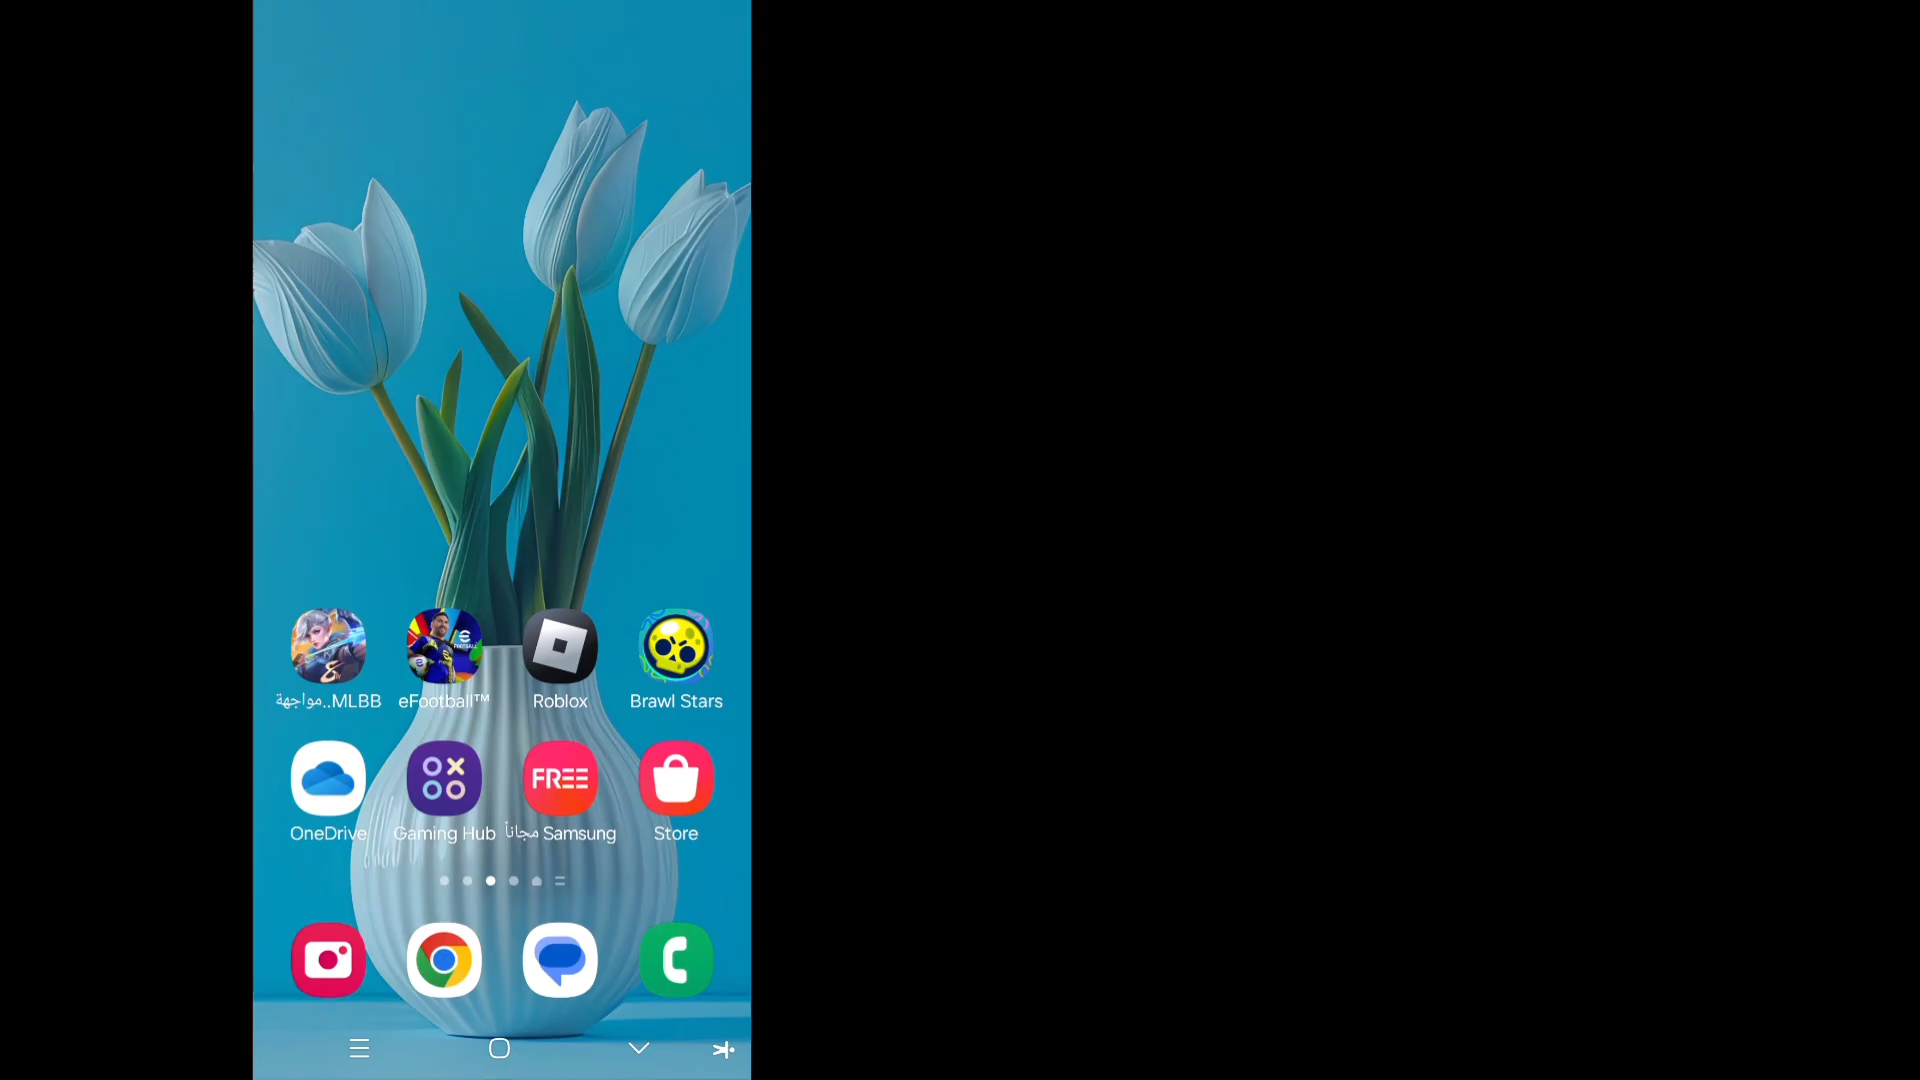 مواجهة..MLBB
eFootball™
Roblox
Brawl Stars
FREE
OneDrive
Gaming Hub
مجاناً Samsung
Store